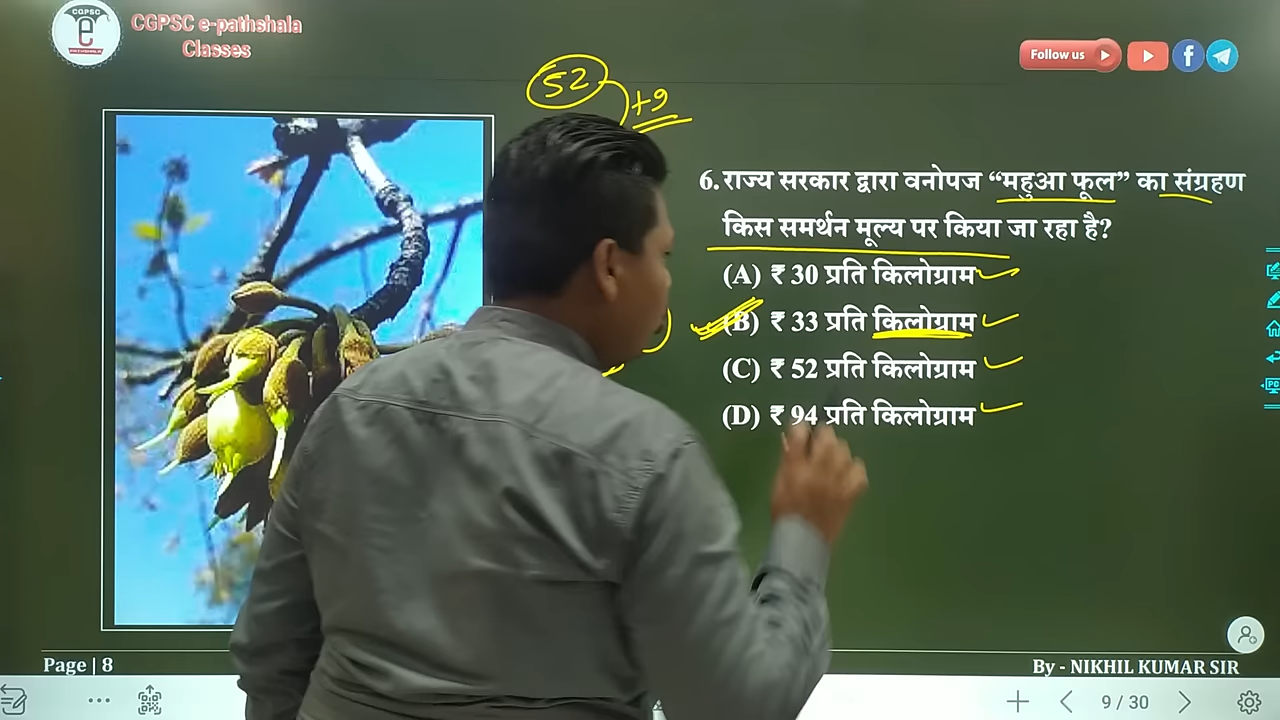 CGPSC
e
CGPSC e-pathshala
Classes
Follow us
52
+9
6. राज्य सरकार द्वारा वनोपज “महुआ फूल” का संग्रहण
किस समर्थन मूल्य पर किया जा रहा है?
(A) ₹ 30 प्रति किलोग्राम
(B) ₹ 33 प्रति किलोग्राम
(C) ₹ 52 प्रति किलोग्राम
(D) ₹ 94 प्रति किलोग्राम
Page | 8
By - NIKHIL KUMAR SIR
9 / 30